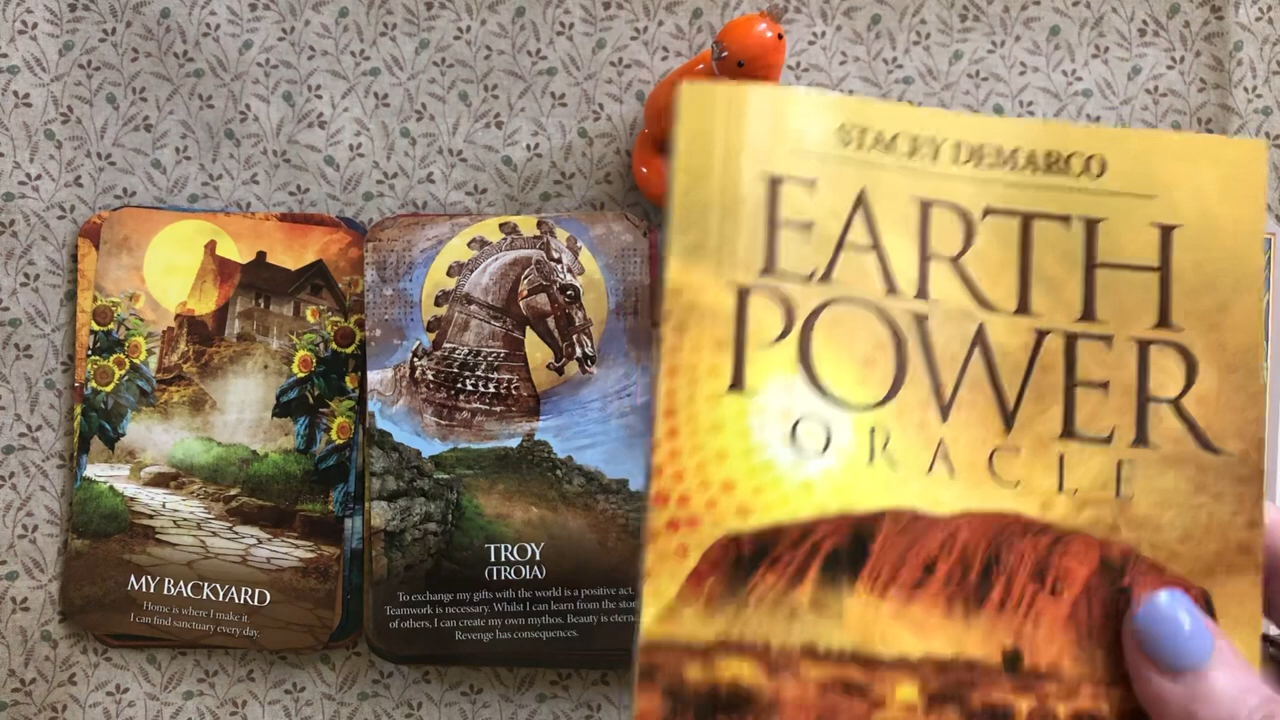 MY BACKYARD
Home is where I make it.
I can find sanctuary every day.
TROY
(TROIA)
To exchange my gifts with the world is a positive act.
Teamwork is necessary. Whilst I can learn from the
of others, I can create my own mythos. Beauty is
Revenge has consequences.
STACEY DEMARCO
EARTH
POWER
ORACLE